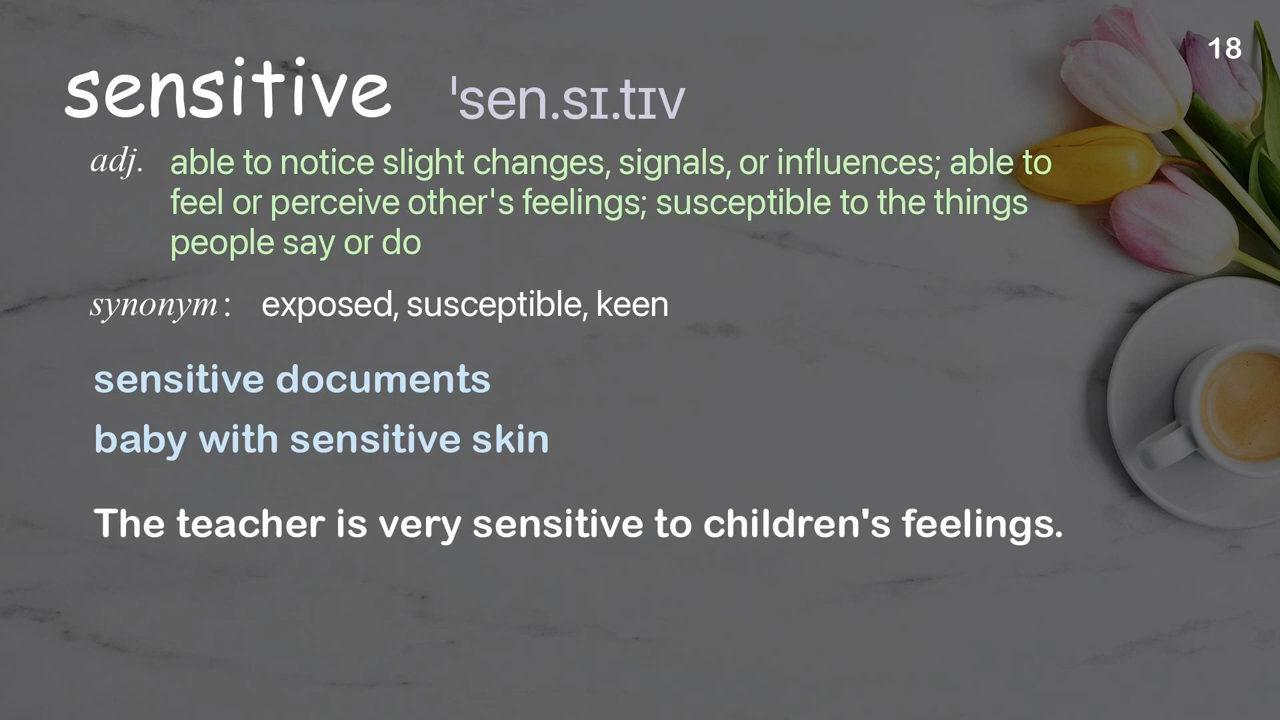 18
sensitive ˈsen.sɪ.tɪv
adj. able to notice slight changes, signals, or influences; able to
feel or perceive other's feelings; susceptible to the things
people say or do
synonym: exposed, susceptible, keen
sensitive documents
baby with sensitive skin
The teacher is very sensitive to children's feelings.